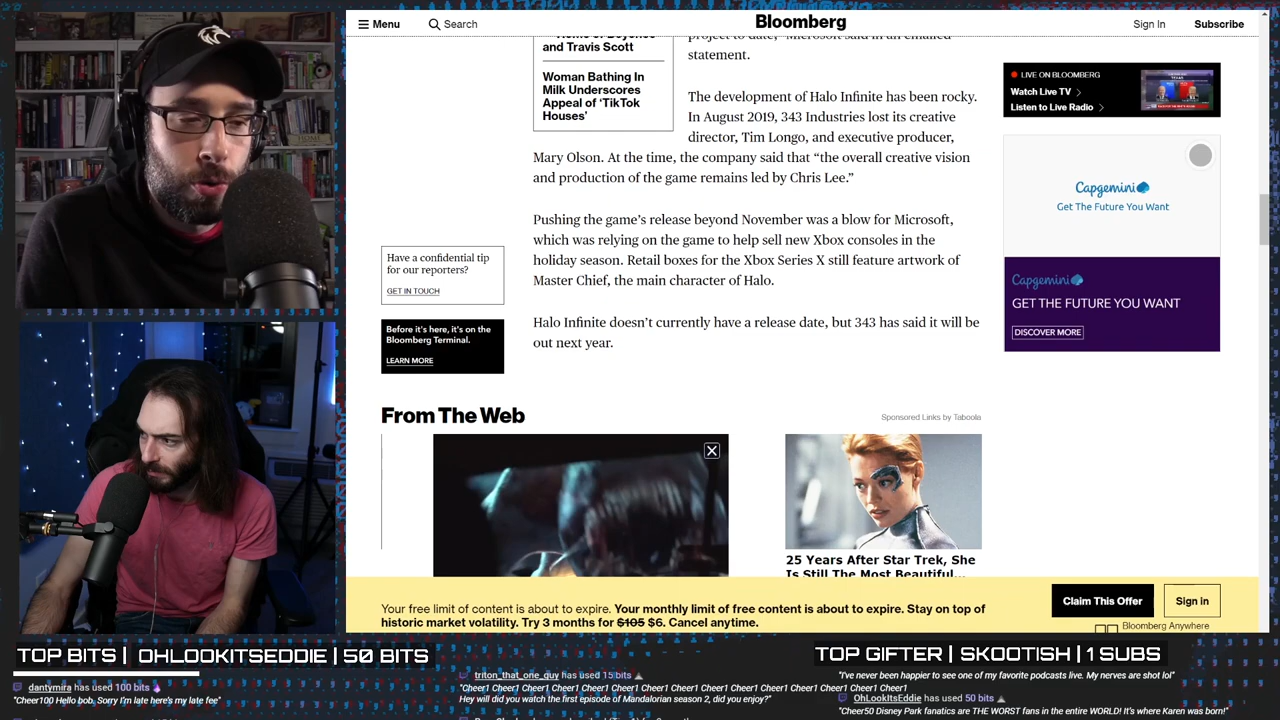 Menu
Search
Bloomberg
Sign In
Subscribe
and Travis Scott
Woman Bathing In
Milk Underscores
Appeal of ‘TikTok
Houses’
project to date,” Microsoft said in an emailed
statement.
The development of Halo Infinite has been rocky.
In August 2019, 343 Industries lost its creative
director, Tim Longo, and executive producer,
Mary Olson. At the time, the company said that “the overall creative vision
and production of the game remains led by Chris Lee.”
Pushing the game’s release beyond November was a blow for Microsoft,
which was relying on the game to help sell new Xbox consoles in the
holiday season. Retail boxes for the Xbox Series X still feature artwork of
Master Chief, the main character of Halo.
Halo Infinite doesn’t currently have a release date, but 343 has said it will be
out next year.
Have a confidential tip
for our reporters?
GET IN TOUCH
Before it's here, it's on the
Bloomberg Terminal.
LEARN MORE
LIVE ON BLOOMBERG
Watch Live TV
Listen to Live Radio
Capgemini
Get The Future You Want
Capgemini
GET THE FUTURE YOU WANT
DISCOVER MORE
From The Web
Sponsored Links by Taboola
25 Years After Star Trek, She
Is Still The Most Beautiful...
Your free limit of content is about to expire. Your monthly limit of free content is about to expire. Stay on top of
historic market volatility. Try 3 months for $105 $6. Cancel anytime.
Claim This Offer
Sign in
Bloomberg Anywhere
TOP BITS | OHLOOKITSEDDIE | 50 BITS
TOP GIFTER | SKOOTISH | 1 SUBS
dantymira has used 100 bits
"Cheer100 Hello bob. Sorry I'm late here's my late fee"
triton_that_one_guy has used 15 bits
"Cheer1 Cheer1 Cheer1 Cheer1 Cheer1 Cheer1 Cheer1 Cheer1 Cheer1 Cheer1 Cheer1 Cheer1 Cheer1 Cheer1 Cheer1
Hey will did you watch the first episode of Mandalorian season 2, did you enjoy?"
"I've never been happier to see one of my favorite podcasts live. My nerves are shot lol"
OhLookItsEddie has used 50 bits
"Cheer50 Disney Park fanatics are THE WORST fans in the entire WORLD! It's where Karen was born!"